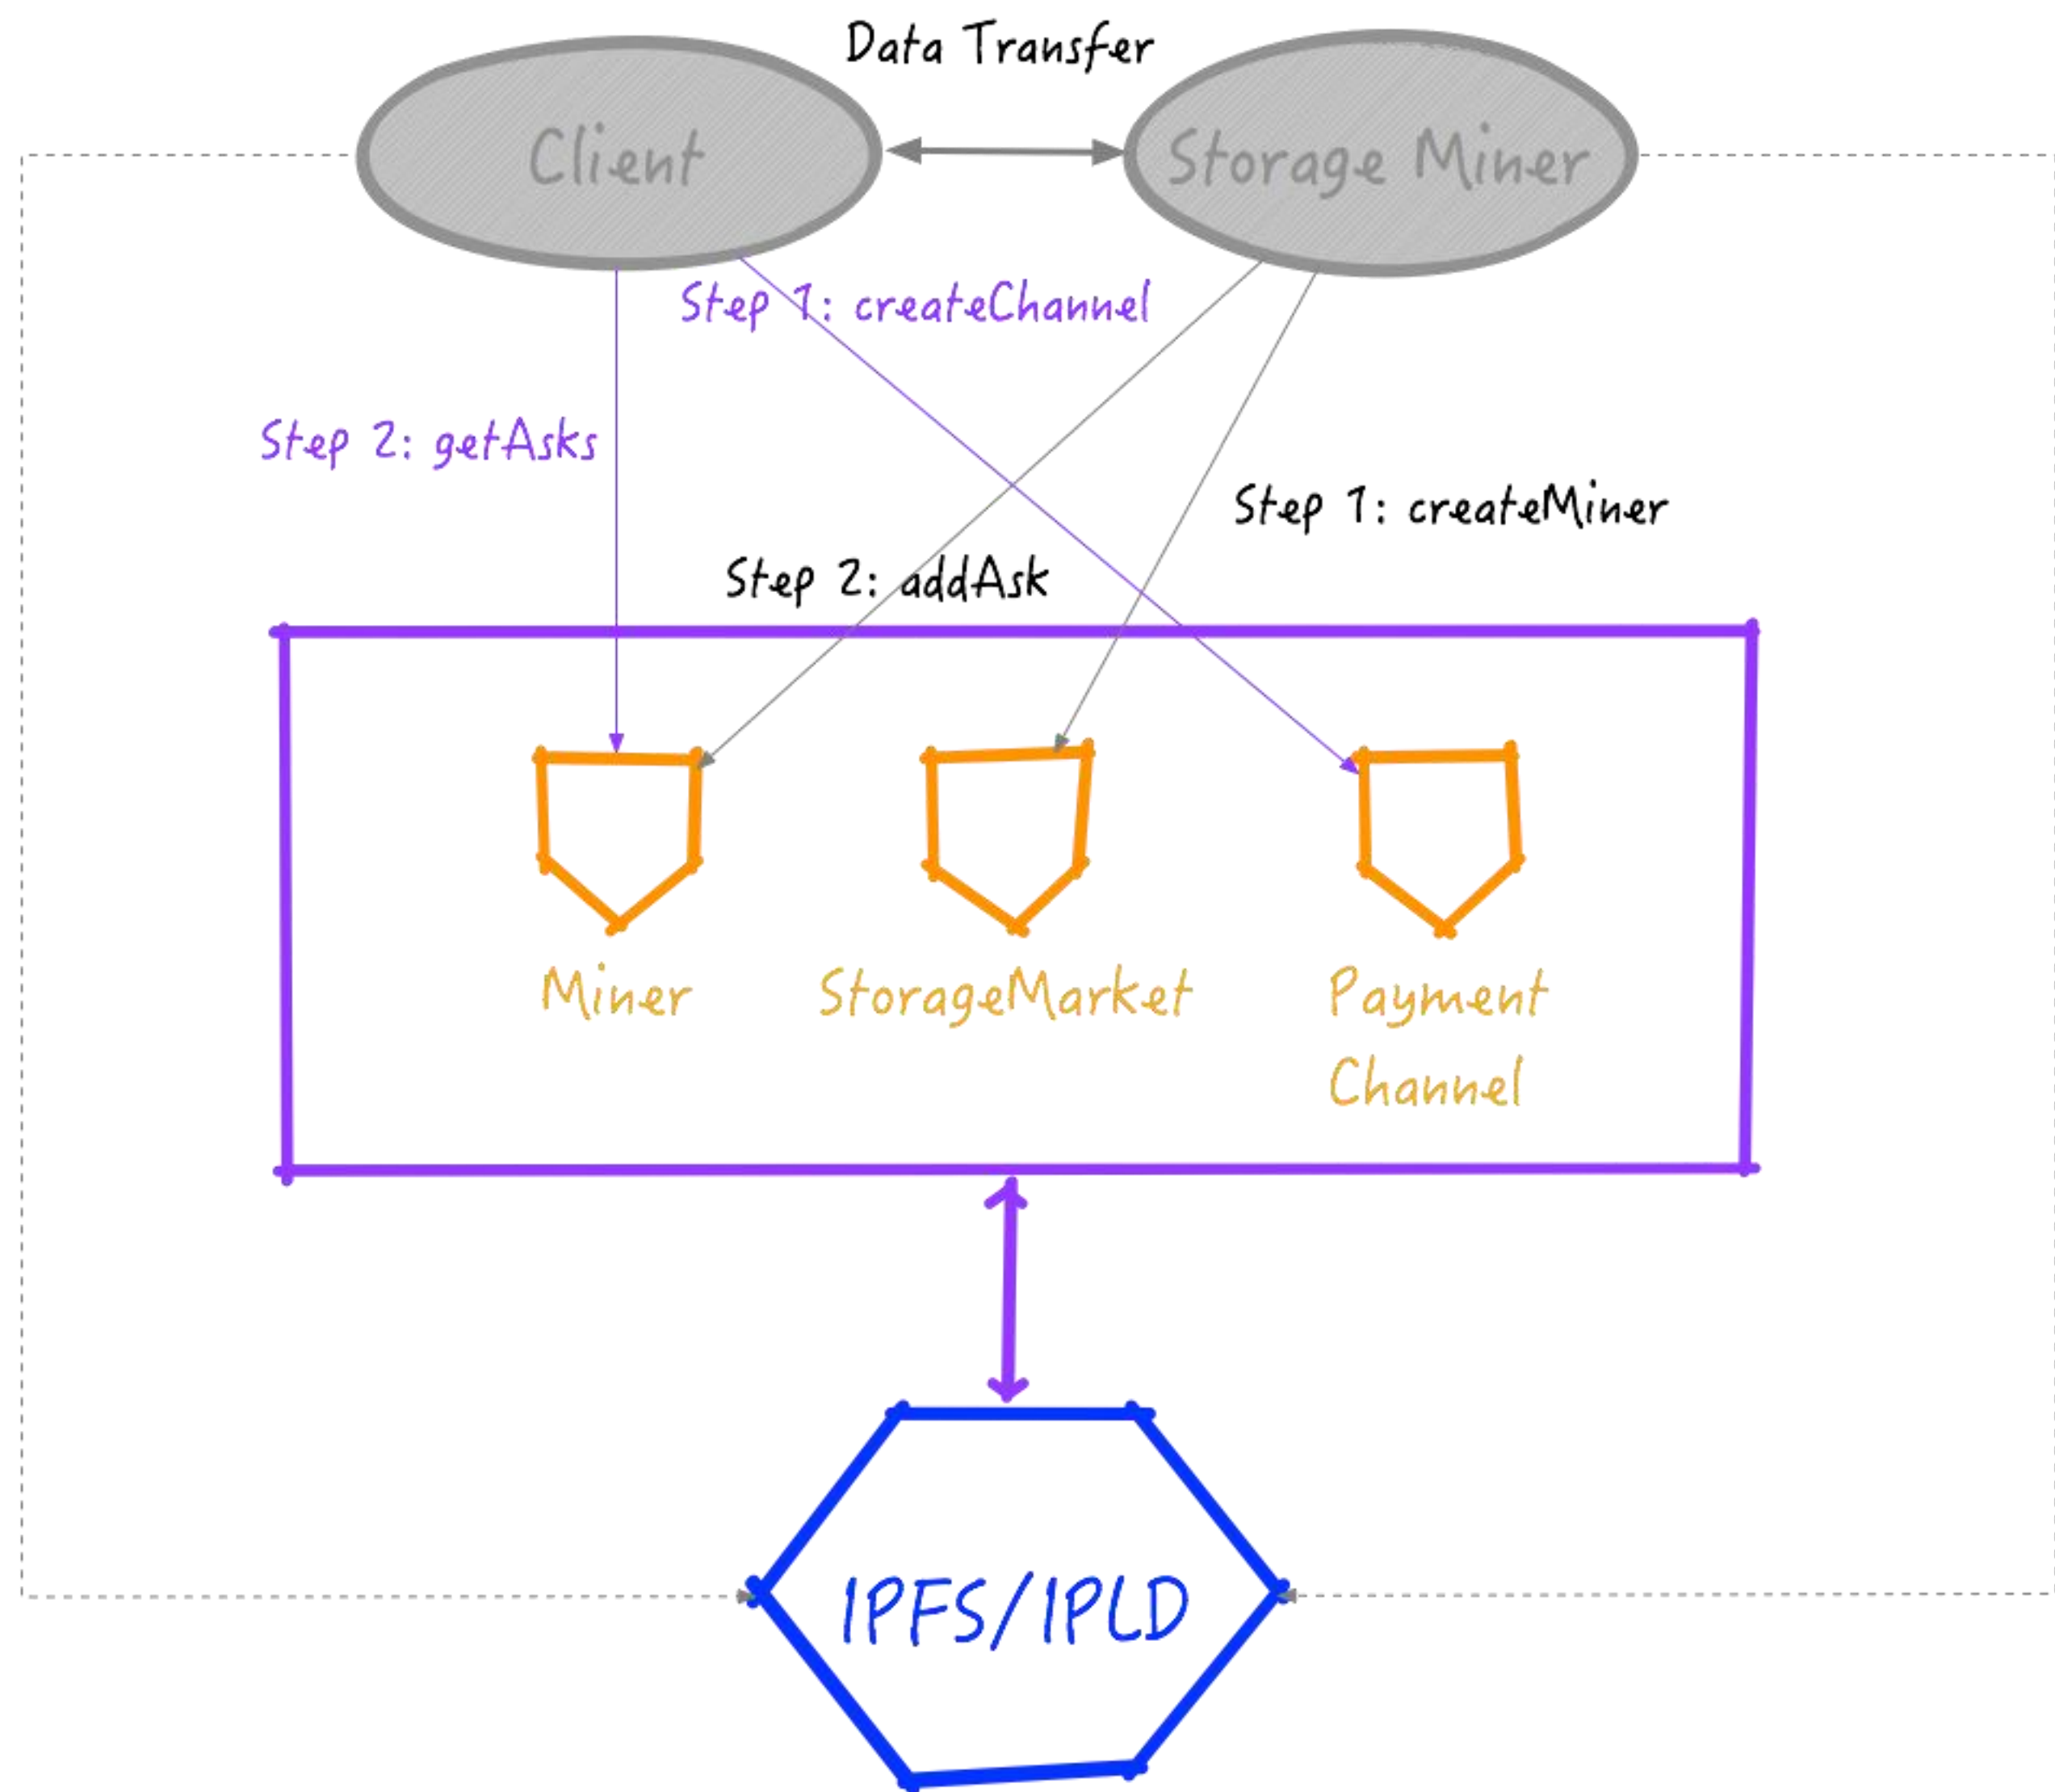 Data Transfer
Client
Storage Miner
Step 1: createChannel
Step 2: getAsks
Step 1: createMiner
Step 2: addAsk
Miner
StorageMarket
Payment
Channel
IPFS/IPLD